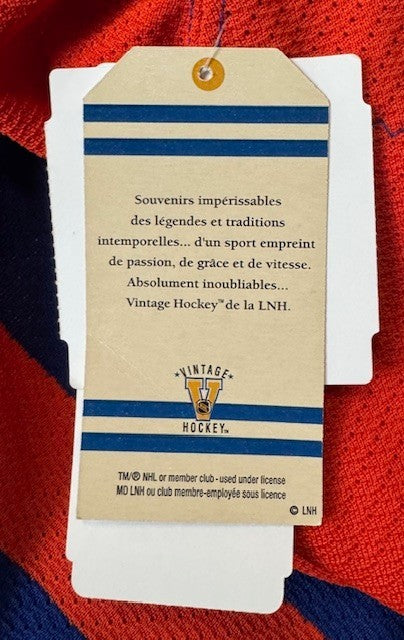 Souvenirs impérissables
des légendes et traditions
intemporelles... d'un sport empreint
de passion, de grâce et de vitesse.
Absolument inoubliables...
Vintage Hockey™ de la LNH.
VINTAGE
V
HOCKEY™
TM/® NHL or member club - used under license
MD LNH ou club membre-employée sous licence
© LNH